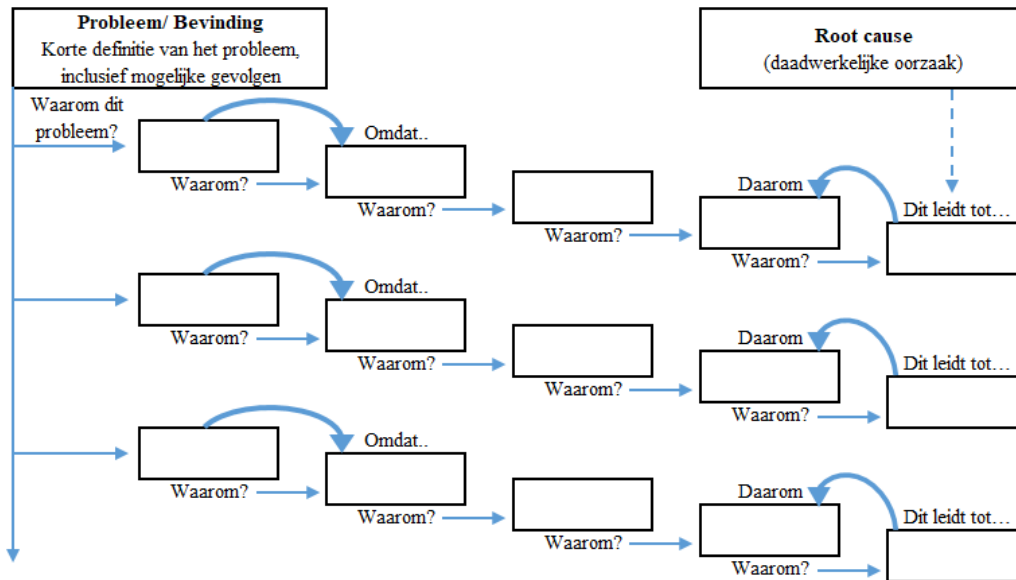 Probleem/ Bevinding
Korte definitie van het probleem,
inclusief mogelijke gevolgen
Root cause
(daadwerkelijke oorzaak)
Waarom dit
probleem?
Omdat..
Waarom?
Waarom?
Daarom
Waarom?
Dit leidt tot…
Waarom?
Omdat..
Waarom?
Waarom?
Daarom
Waarom?
Dit leidt tot…
Waarom?
Omdat..
Waarom?
Waarom?
Daarom
Waarom?
Dit leidt tot…
Waarom?